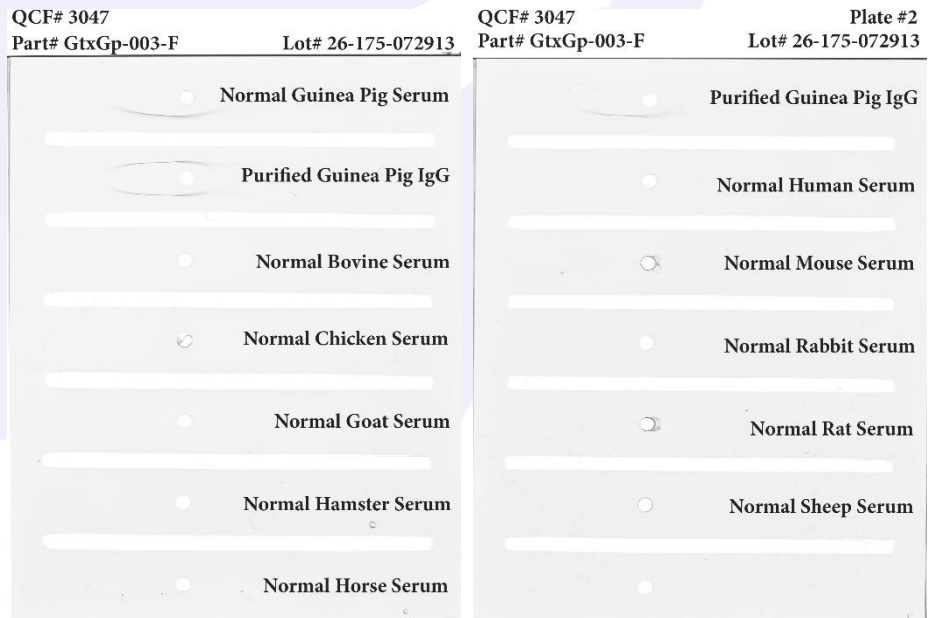 QCF# 3047
Part# GtxGp-003-F Lot# 26-175-072913
Normal Guinea Pig Serum
Purified Guinea Pig IgG
Normal Bovine Serum
Normal Chicken Serum
Normal Goat Serum
Normal Hamster Serum
Normal Horse Serum
QCF# 3047 Plate #2
Part# GtxGp-003-F Lot# 26-175-072913
Purified Guinea Pig IgG
Normal Human Serum
Normal Mouse Serum
Normal Rabbit Serum
Normal Rat Serum
Normal Sheep Serum